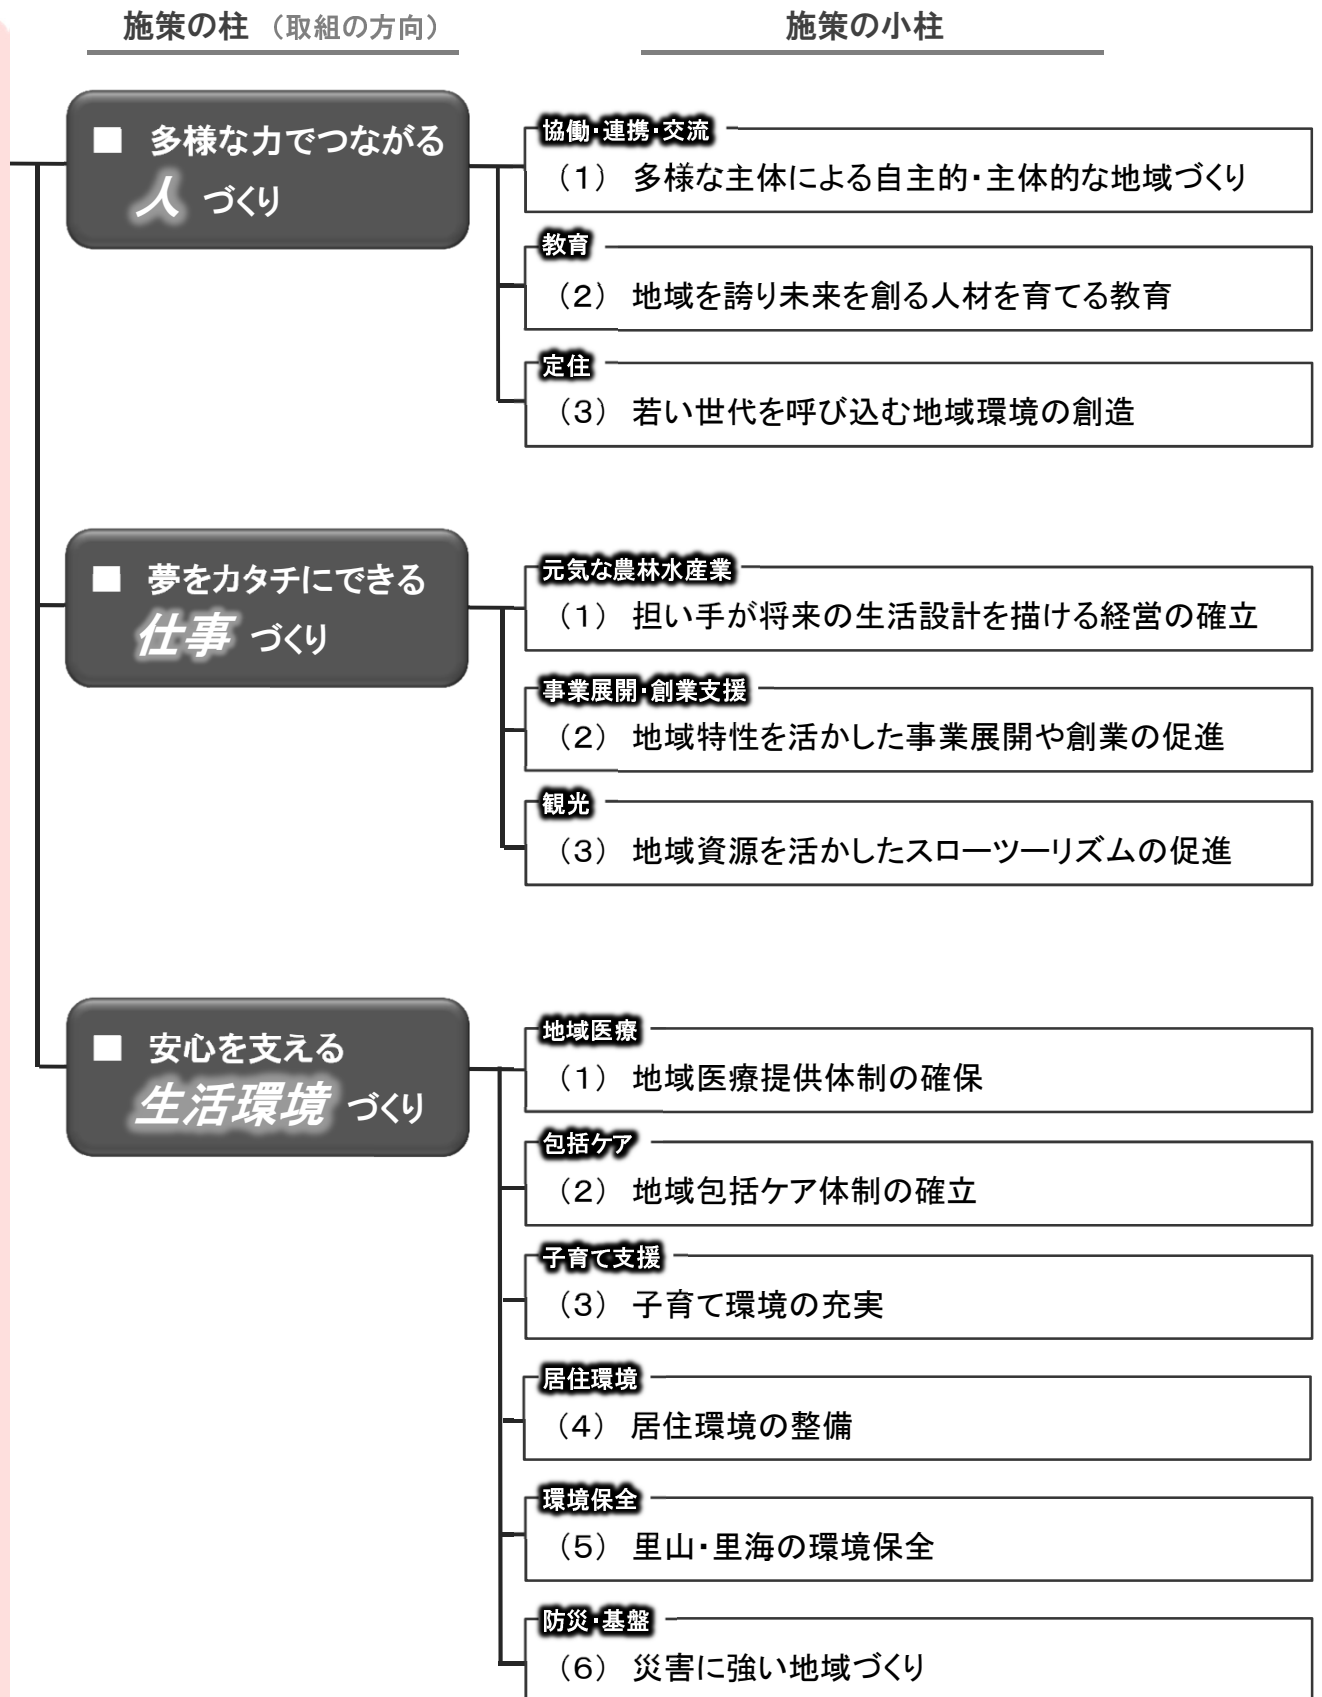 施策の柱 （取組の方向） 施策の小柱
■ 多様な力でつながる
人 づくり
協働・連携・交流
（1） 多様な主体による自主的・主体的な地域づくり
教育
（2） 地域を誇り未来を創る人材を育てる教育
定住
（3） 若い世代を呼び込む地域環境の創造
■ 夢をカタチにできる
仕事 づくり
元気な農林水産業
（1） 担い手が将来の生活設計を描ける経営の確立
事業展開・創業支援
（2） 地域特性を活かした事業展開や創業の促進
観光
（3） 地域資源を活かしたスローツーリズムの促進
■ 安心を支える
生活環境 づくり
地域医療
（1） 地域医療提供体制の確保
包括ケア
（2） 地域包括ケア体制の確立
子育て支援
（3） 子育て環境の充実
居住環境
（4） 居住環境の整備
環境保全
（5） 里山・里海の環境保全
防災・基盤
（6） 災害に強い地域づくり